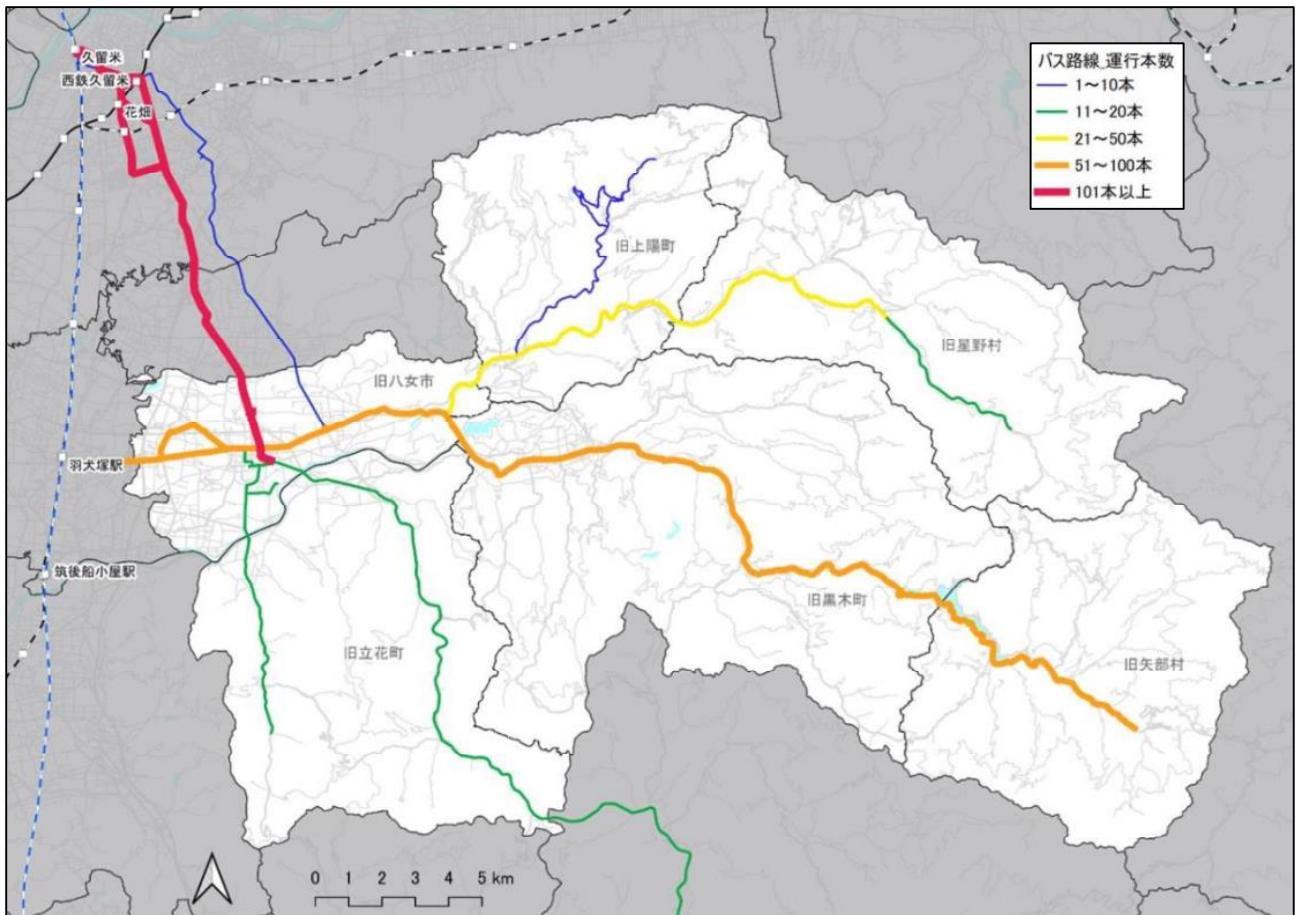 久留米
西鉄久留米
花畑
バス路線_運行本数
1～10本
11～20本
21～50本
51～100本
101本以上
旧上陽町
旧星野村
旧八女市
羽犬塚駅
筑後船小屋駅
旧黒木町
旧立花町
旧矢部村
0 1 2 3 4 5 km